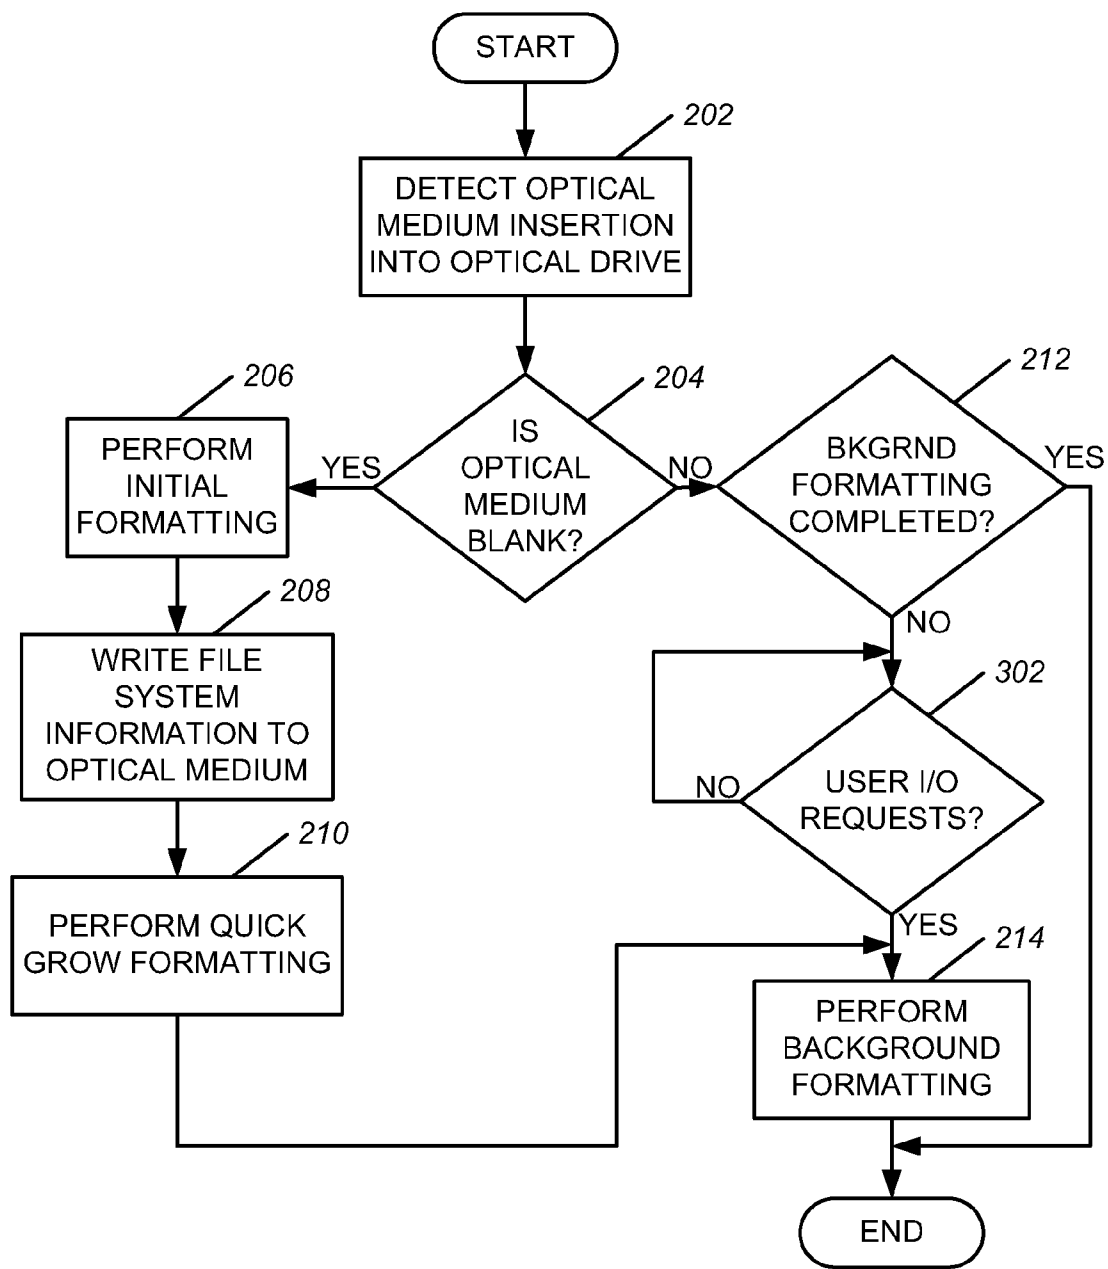 START
202
DETECT OPTICAL
MEDIUM INSERTION
INTO OPTICAL DRIVE
204
IS
OPTICAL
MEDIUM
BLANK?
YES
NO
206
PERFORM
INITIAL
FORMATTING
208
WRITE FILE
SYSTEM
INFORMATION TO
OPTICAL MEDIUM
210
PERFORM QUICK
GROW FORMATTING
212
BKGRND
FORMATTING
COMPLETED?
YES
NO
302
USER I/O
REQUESTS?
NO
YES
214
PERFORM
BACKGROUND
FORMATTING
END